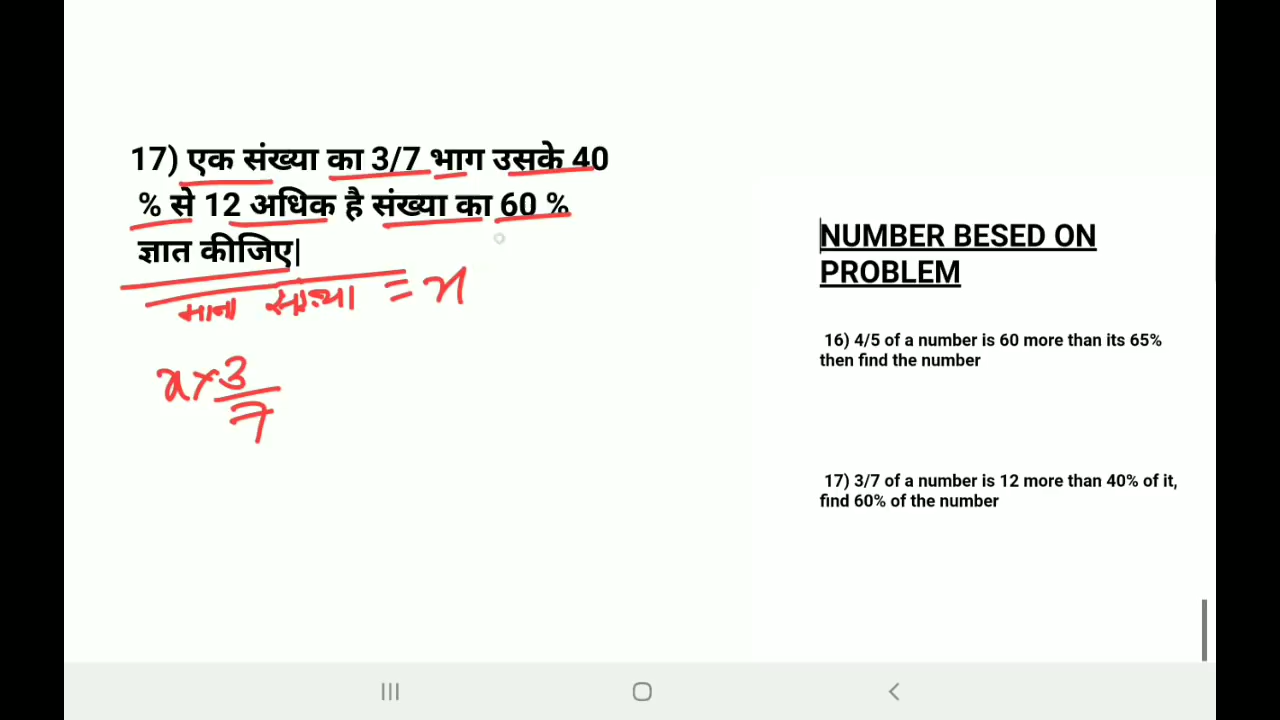 17) एक संख्या का 3/7 भाग उसके 40
% से 12 अधिक है संख्या का 60 %
ज्ञात कीजिए|
माना संख्या = x
x × 3/7
NUMBER BESED ON
PROBLEM
16) 4/5 of a number is 60 more than its 65%
then find the number
17) 3/7 of a number is 12 more than 40% of it,
find 60% of the number